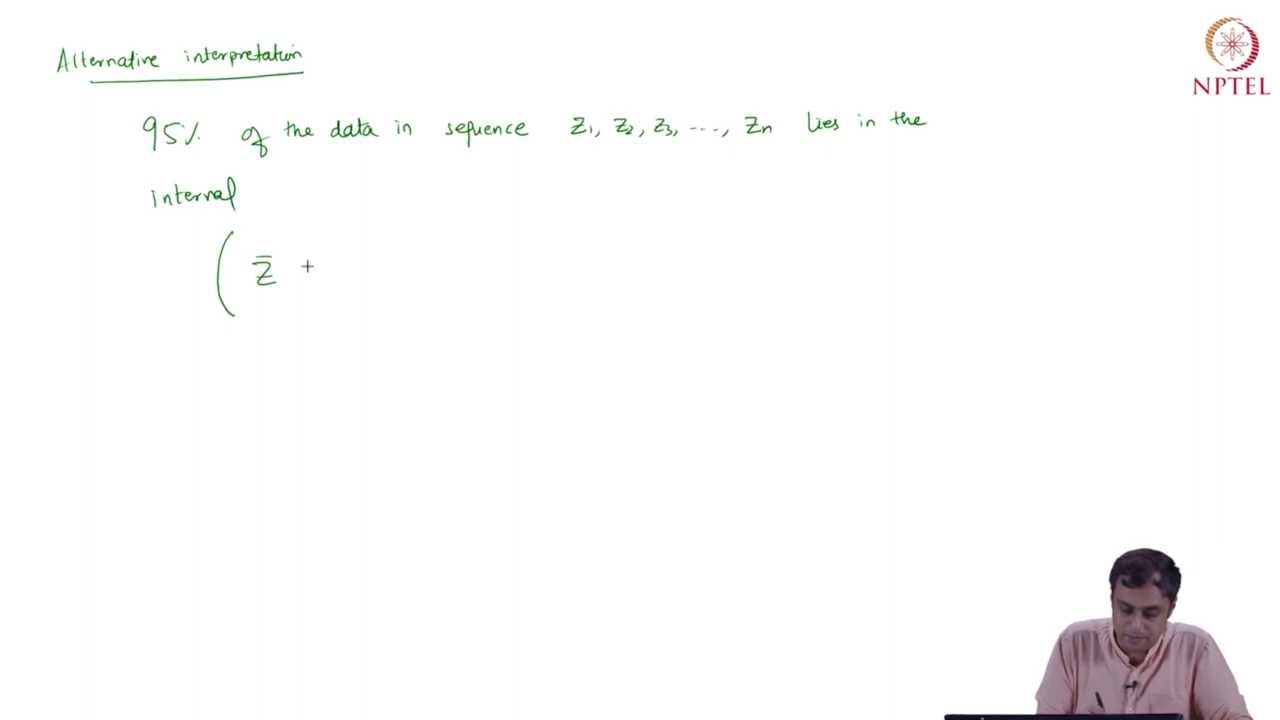 Alternative interpretation
NPTEL
95% of the data in sequence Z1, Z2, Z3, ..., Zn lies in the
interval
( Z̄